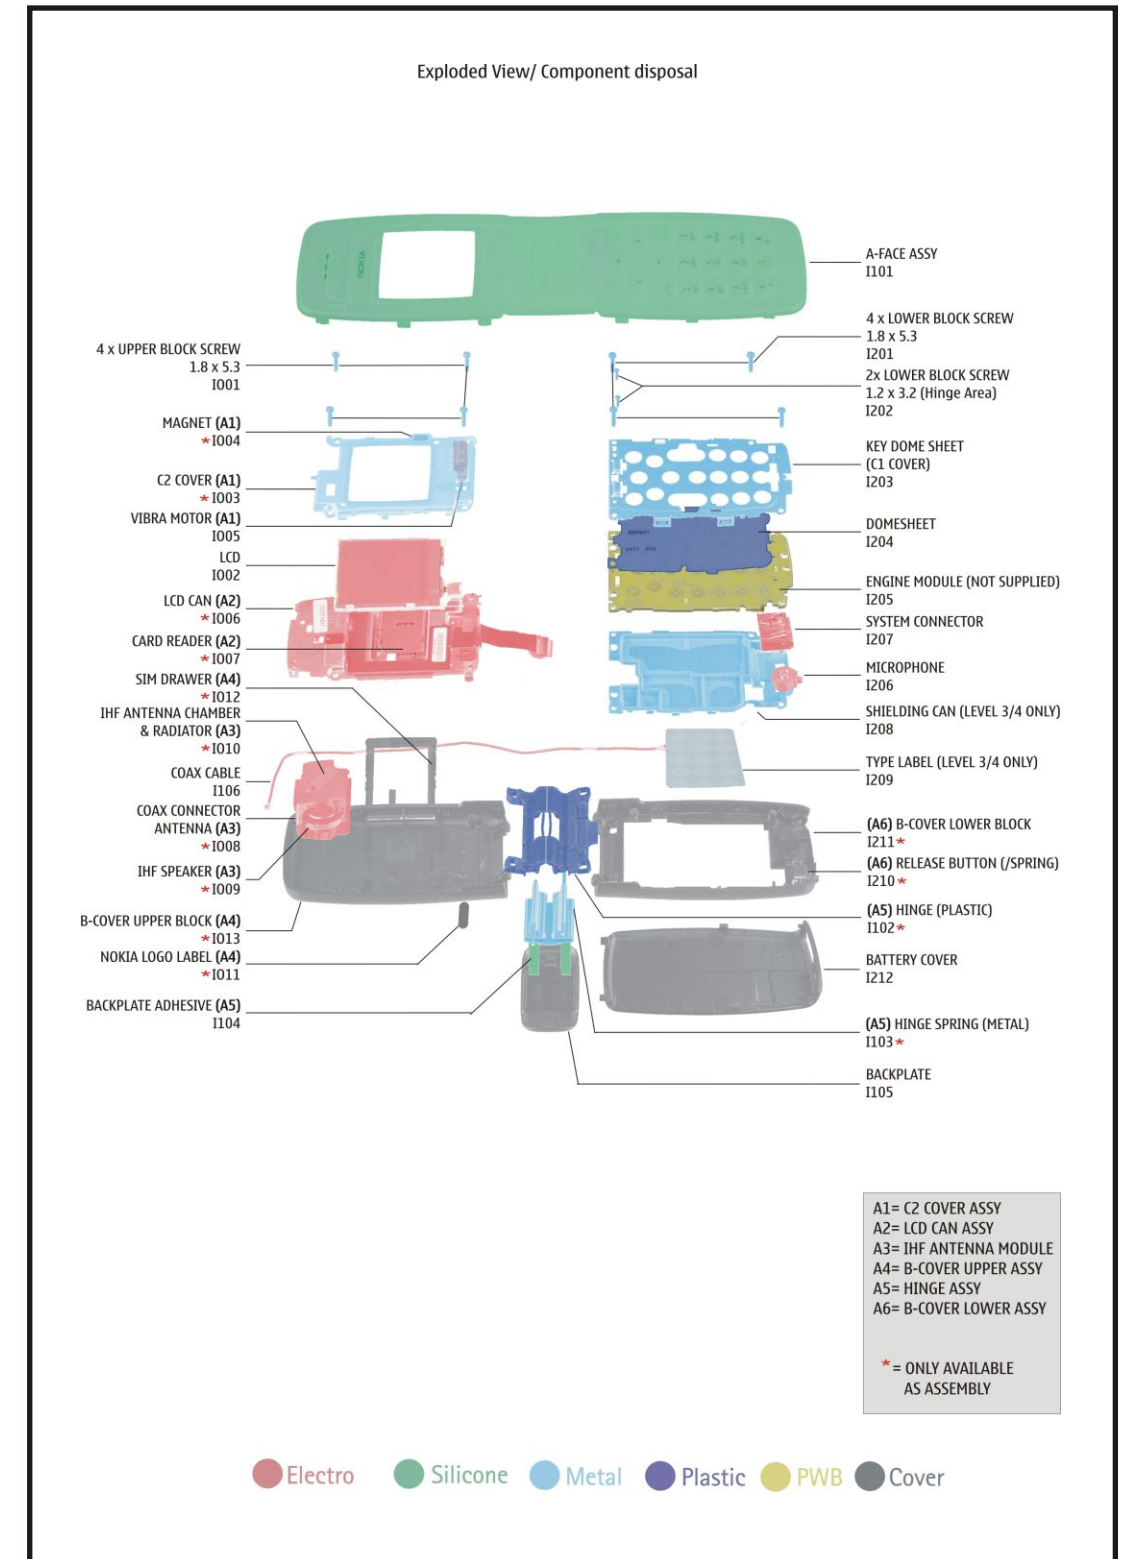 Exploded View/ Component disposal
NOKIA
A-FACE ASSY
I101
4 x UPPER BLOCK SCREW
1.8 x 5.3
I001
MAGNET (A1)
*I004
C2 COVER (A1)
*I003
VIBRA MOTOR (A1)
I005
LCD
I002
LCD CAN (A2)
*I006
CARD READER (A2)
*I007
SIM DRAWER (A4)
*I012
IHF ANTENNA CHAMBER
& RADIATOR (A3)
*I010
COAX CABLE
I106
COAX CONNECTOR
ANTENNA (A3)
*I008
IHF SPEAKER (A3)
*I009
B-COVER UPPER BLOCK (A4)
*I013
NOKIA LOGO LABEL (A4)
*I011
BACKPLATE ADHESIVE (A5)
I104
4 x LOWER BLOCK SCREW
1.8 x 5.3
I201
2x LOWER BLOCK SCREW
1.2 x 3.2 (Hinge Area)
I202
KEY DOME SHEET
(C1 COVER)
I203
DOMESHEET
I204
ENGINE MODULE (NOT SUPPLIED)
I205
SYSTEM CONNECTOR
I207
MICROPHONE
I206
SHIELDING CAN (LEVEL 3/4 ONLY)
I208
TYPE LABEL (LEVEL 3/4 ONLY)
I209
(A6) B-COVER LOWER BLOCK
I211*
(A6) RELEASE BUTTON (/SPRING)
I210*
(A5) HINGE (PLASTIC)
I102*
BATTERY COVER
I212
(A5) HINGE SPRING (METAL)
I103*
BACKPLATE
I105
A1= C2 COVER ASSY
A2= LCD CAN ASSY
A3= IHF ANTENNA MODULE
A4= B-COVER UPPER ASSY
A5= HINGE ASSY
A6= B-COVER LOWER ASSY
*= ONLY AVAILABLE
AS ASSEMBLY
Electro
Silicone
Metal
Plastic
PWB
Cover